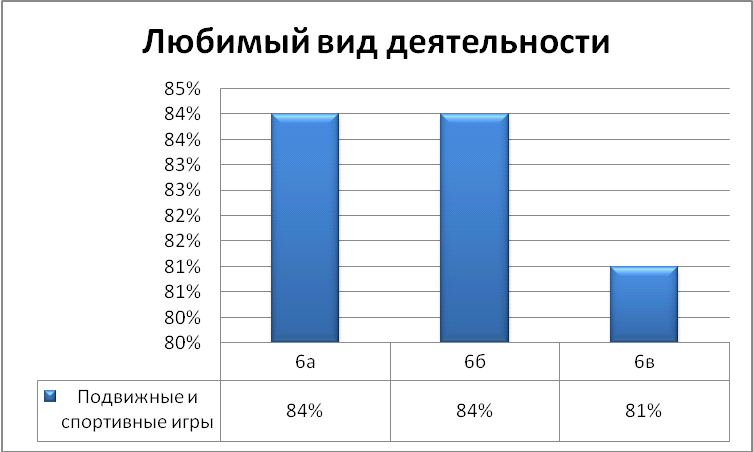 Любимый вид деятельности
85%
84%
84%
83%
83%
82%
82%
81%
81%
80%
80%
6а 6б 6в
Подвижные и
спортивные игры
84% 84% 81%